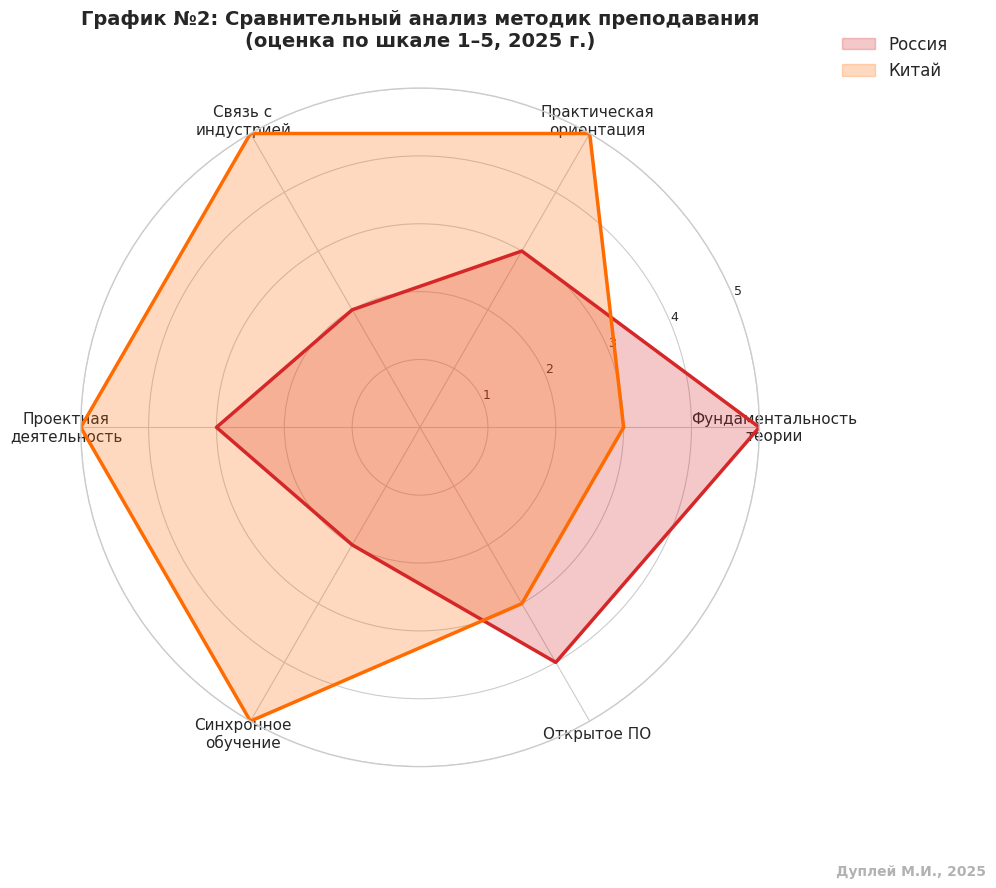 График №2: Сравнительный анализ методик преподавания
(оценка по шкале 1–5, 2025 г.)
Россия
Китай
Связь с
индустрией
Практическая
ориентация
5
4
3
2
1
Проектная
деятельность
Фундаментальность
теории
Синхронное
обучение
Открытое ПО
Дуплей М.И., 2025